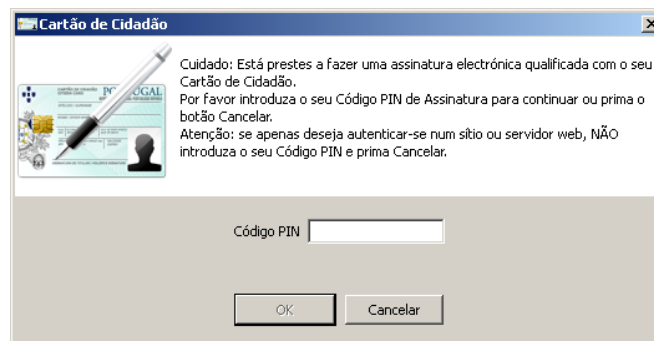 Cartão de Cidadão
PORTUGAL
Cuidado: Está prestes a fazer uma assinatura electrónica qualificada com o seu
Cartão de Cidadão.
Por favor introduza o seu Código PIN de Assinatura para continuar ou prima o
botão Cancelar.
Atenção: se apenas deseja autenticar-se num sítio ou servidor web, NÃO
introduza o seu Código PIN e prima Cancelar.
Código PIN
OK
Cancelar